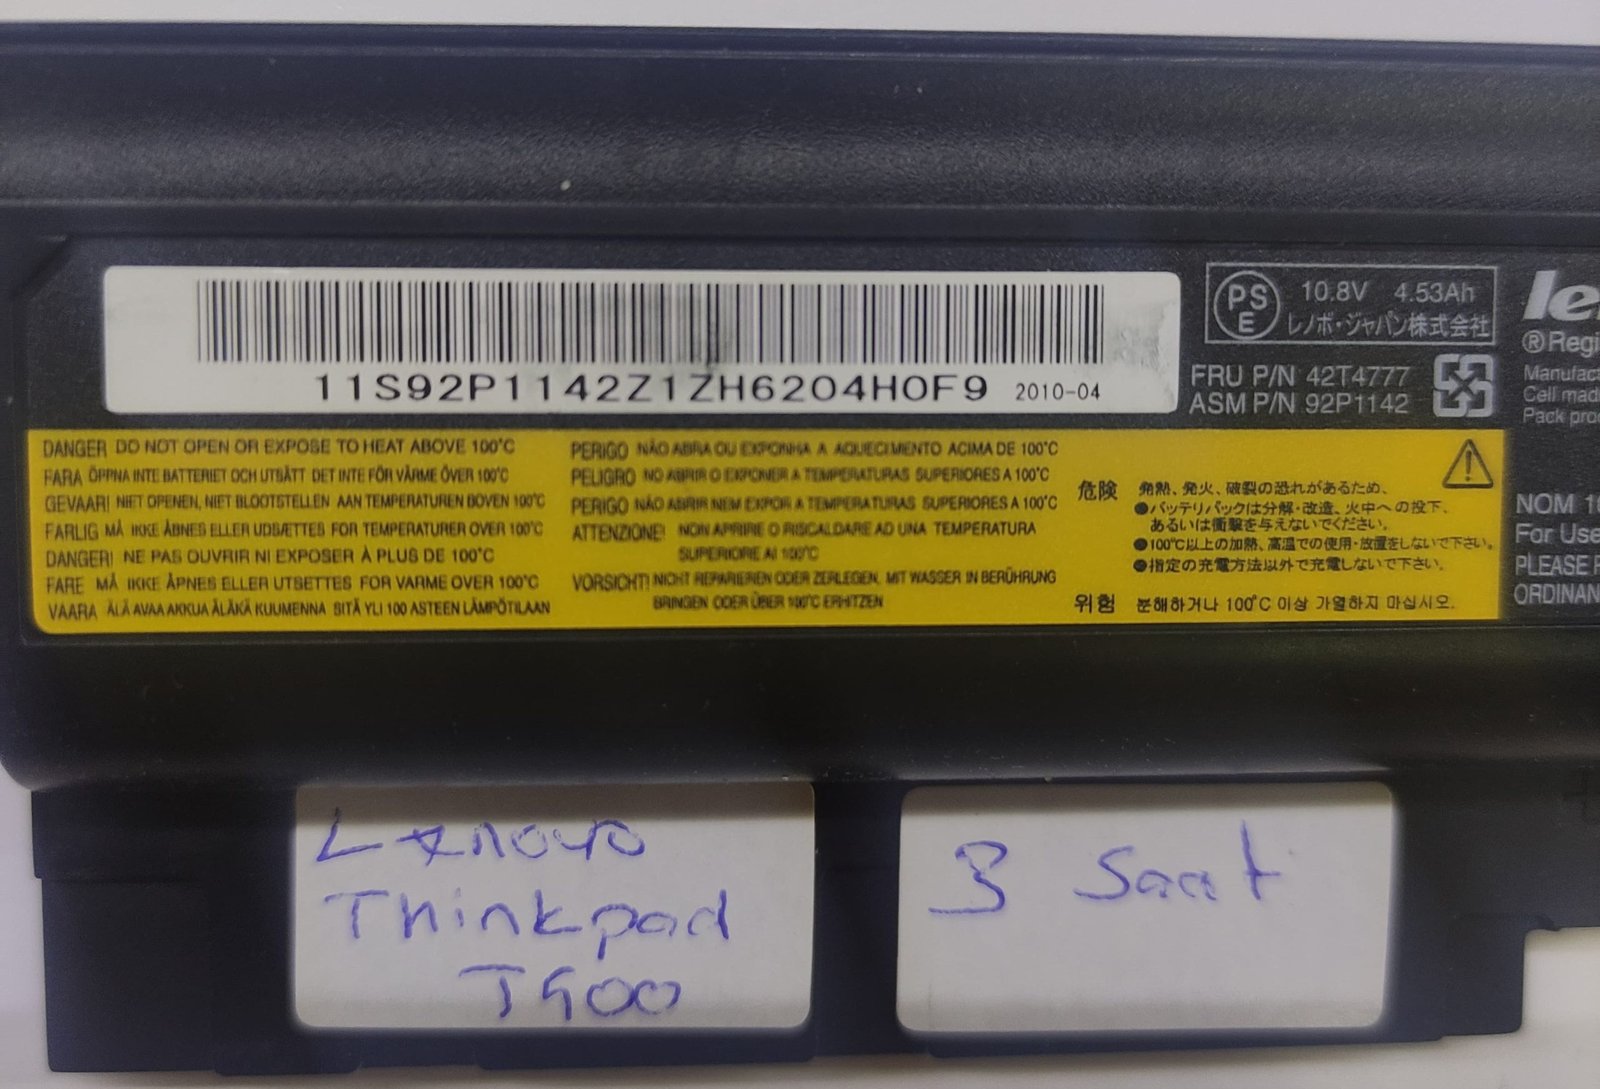 11S92P1142Z1ZH6204H0F9 2010-04
PS
E
10.8V 4.53Ah
レノボ・ジャパン株式会社
FRU P/N 42T4777
ASM P/N 92P1142
® Regi
Manufac
Cell mad
Pack pro
DANGER DO NOT OPEN OR EXPOSE TO HEAT ABOVE 100°C
FARA ÖPPNA INTE BATTERIET OCH UTSÄTT DET INTE FÖR VÄRME ÖVER 100°C
GEVAAR! NIET OPENEN, NIET BLOOTSTELLEN AAN TEMPERATUREN BOVEN 100°C
FARLIG MÅ IKKE ÅBNES ELLER UDSÆTTES FOR TEMPERATURER OVER 100°C
DANGER! NE PAS OUVRIR NI EXPOSER À PLUS DE 100°C
FARE MÅ IKKE ÅPNES ELLER UTSETTES FOR VARME OVER 100°C
VAARA ÄLÄ AVAA AKKUA ÄLÄKÄ KUUMENNA SITÄ YLI 100 ASTEEN LÄMPÖTILAAN
PERIGO NÃO ABRA OU EXPONHA A AQUECIMENTO ACIMA DE 100°C
PELIGRO NO ABRIR O EXPONER A TEMPERATURAS SUPERIORES A 100°C
PERIGO NÃO ABRIR NEM EXPOR A TEMPERATURAS SUPERIORES A 100°C
ATTENZIONE! NON APRIRE O RISCALDARE AD UNA TEMPERATURA
SUPERIORE AI 100°C
VORSICHT! NICHT REPARIEREN ODER ZERLEGEN, MIT WASSER IN BERÜHRUNG
BRINGEN ODER ÜBER 100°C ERHITZEN
危険 発熱、発火、破裂の恐れがあるため、
●バッテリパックは分解・改造、火中への投下、
あるいは衝撃を与えないでください。
●100°C以上の加熱、高温での使用・放置をしないで下さい。
●指定の充電方法以外で充電しないで下さい。
위험 분해하거나 100°C 이상 가열하지 마십시오.
For Use
PLEASE R
ORDINAN
Lenovo
Thinkpad
T400
3 Saat